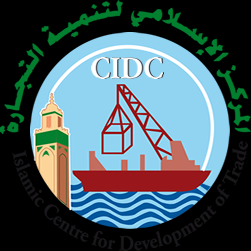 المركز الإسلامي لتنمية التجارة
CIDC
Islamic Centre for Development of Trade